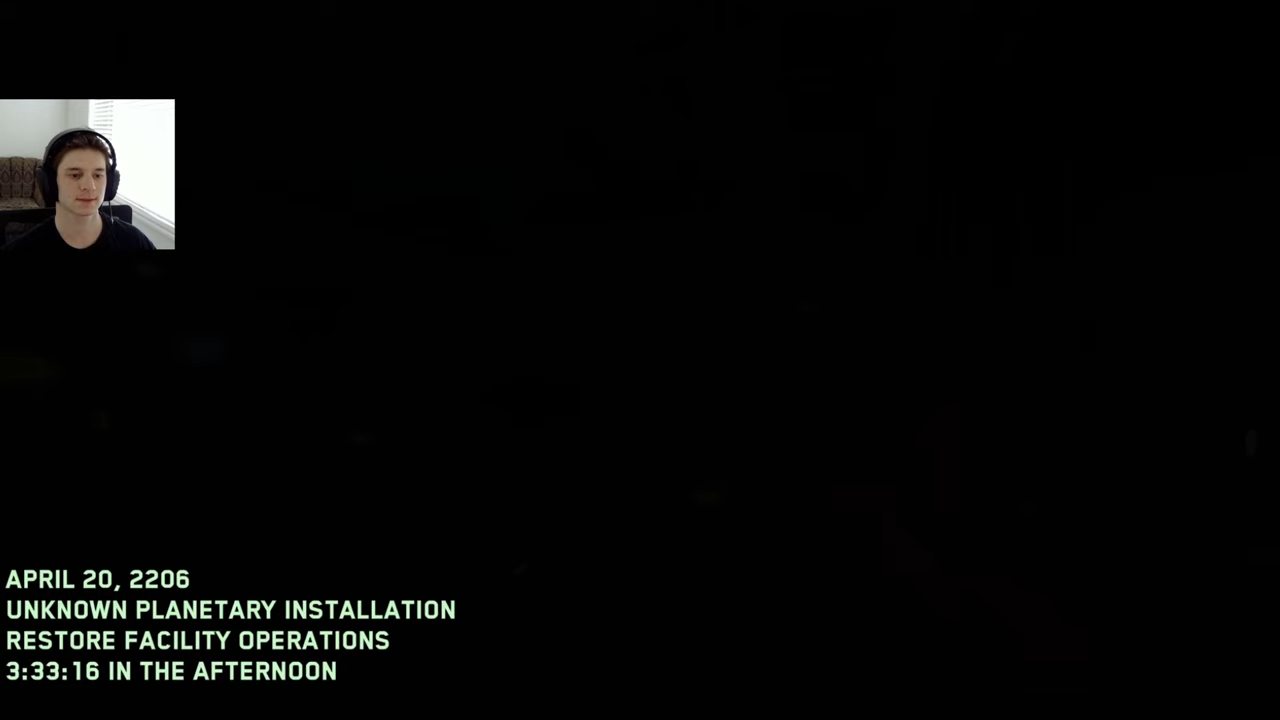 APRIL 20, 2206
UNKNOWN PLANETARY INSTALLATION
RESTORE FACILITY OPERATIONS
3:33:16 IN THE AFTERNOON